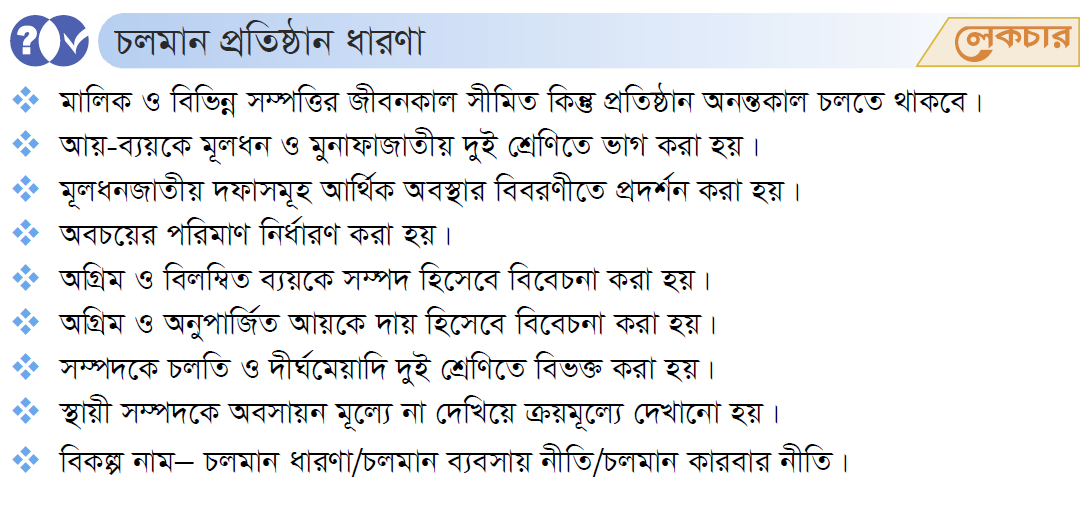 ? চলমান প্রতিষ্ঠান ধারণা
লেকচার
❖ মালিক ও বিভিন্ন সম্পত্তির জীবনকাল সীমিত কিন্তু প্রতিষ্ঠান অনন্তকাল চলতে থাকবে।
❖ আয়-ব্যয়কে মূলধন ও মুনাফাজাতীয় দুই শ্রেণিতে ভাগ করা হয়।
❖ মূলধনজাতীয় দফাসমূহ আর্থিক অবস্থার বিবরণীতে প্রদর্শন করা হয়।
❖ অবচয়ের পরিমাণ নির্ধারণ করা হয়।
❖ অগ্রিম ও বিলম্বিত ব্যয়কে সম্পদ হিসেবে বিবেচনা করা হয়।
❖ অগ্রিম ও অনুপার্জিত আয়কে দায় হিসেবে বিবেচনা করা হয়।
❖ সম্পদকে চলতি ও দীর্ঘমেয়াদি দুই শ্রেণিতে বিভক্ত করা হয়।
❖ স্থায়ী সম্পদকে অবসায়ন মূল্যে না দেখিয়ে ক্রয়মূল্যে দেখানো হয়।
❖ বিকল্প নাম– চলমান ধারণা/চলমান ব্যবসায় নীতি/চলমান কারবার নীতি।